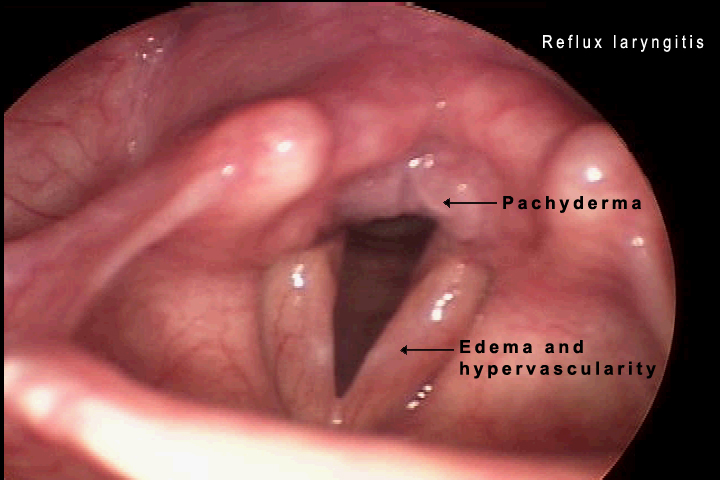 Reflux laryngitis
Pachyderma
Edema and
hypervascularity